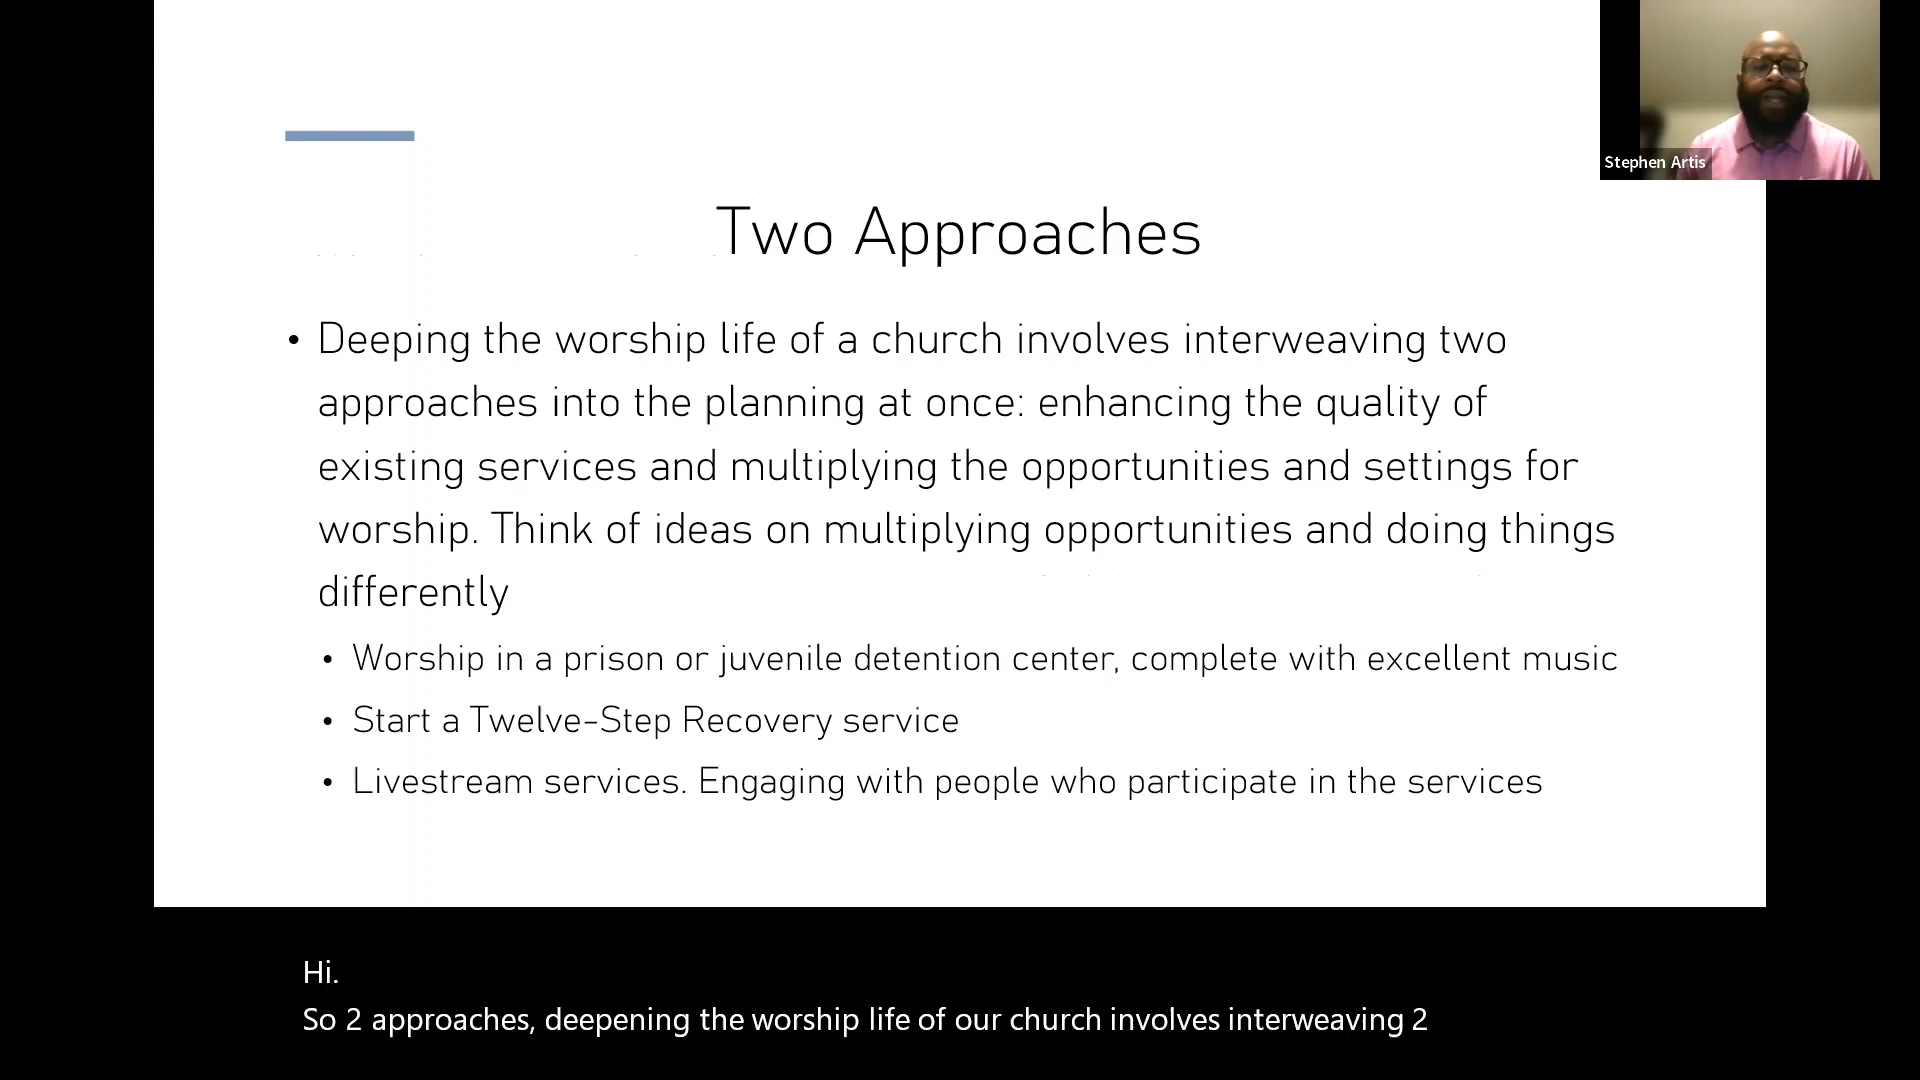 Stephen Artis
Two Approaches
• Deeping the worship life of a church involves interweaving two
approaches into the planning at once: enhancing the quality of
existing services and multiplying the opportunities and settings for
worship. Think of ideas on multiplying opportunities and doing things
differently
• Worship in a prison or juvenile detention center, complete with excellent music
• Start a Twelve-Step Recovery service
• Livestream services. Engaging with people who participate in the services
Hi.
So 2 approaches, deepening the worship life of our church involves interweaving 2